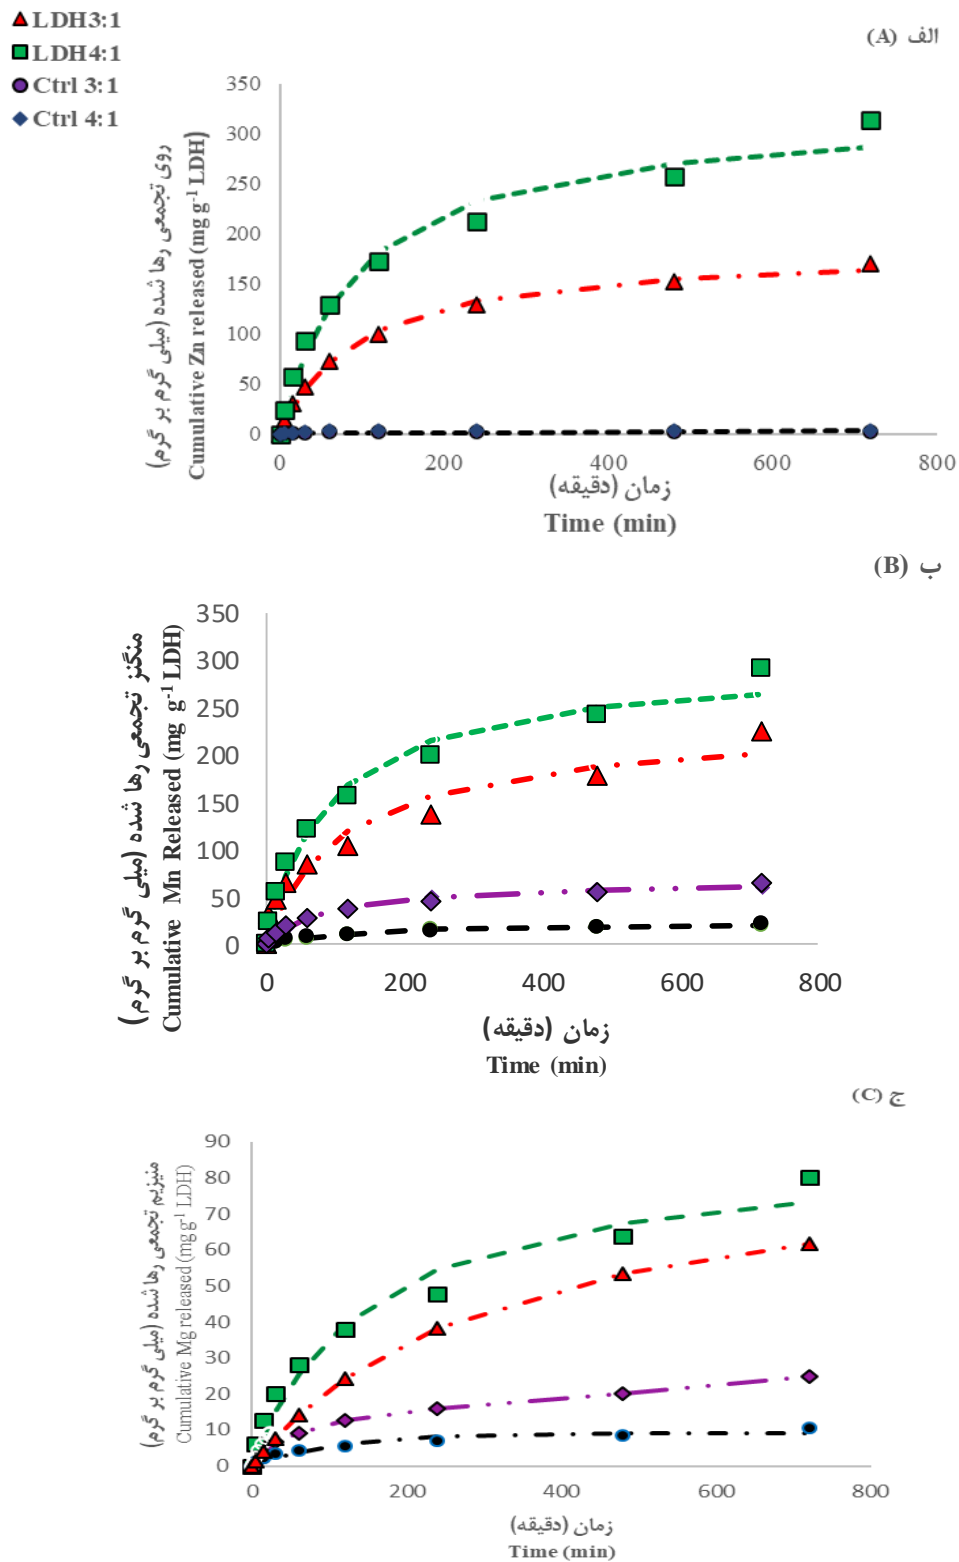 LDH3:1
LDH4:1
Ctrl 3:1
Ctrl 4:1
الف (A)
350
300
250
200
150
100
50
0
0 200 400 600 800
روی تجمعی رها شده (میلی گرم بر گرم)
Cumulative Zn released (mg g-1 LDH)
زمان (دقیقه)
Time (min)
ب (B)
350
300
250
200
150
100
50
0
0 200 400 600 800
منگنز تجمعی رها شده (میلی گرم بر گرم)
Cumulative Mn Released (mg g-1 LDH)
زمان (دقیقه)
Time (min)
ج (C)
90
80
70
60
50
40
30
20
10
0
0 200 400 600 800
منیزیم تجمعی رها شده (میلی گرم بر گرم)
Cumulative Mg released (mg g-1 LDH)
زمان (دقیقه)
Time (min)